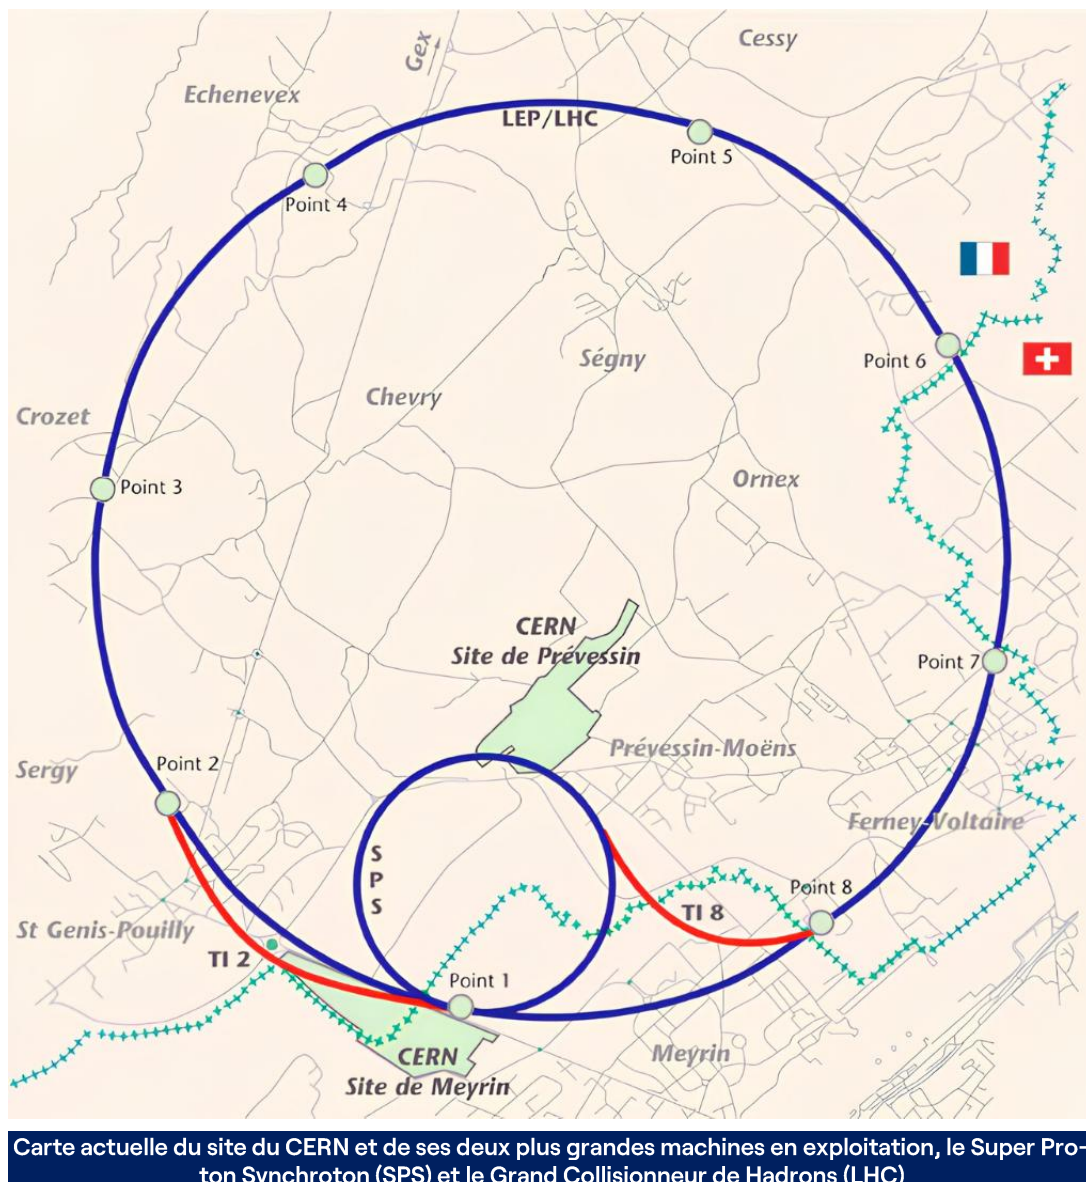 Cessy
Gex
Echenevex
LEP/LHC
Point 5
Point 4
Ségny
Point 6
Chevry
Crozet
Ornex
Point 3
CERN
Site de Prévessin
Point 7
Prévessin-Moëns
Point 2
Sergy
Ferney-Voltaire
S
P
S
Point 8
TI 8
St Genis-Pouilly
TI 2
Point 1
Meyrin
CERN
Site de Meyrin
Carte actuelle du site du CERN et de ses deux plus grandes machines en exploitation, le Super Pro-
ton Synchroton (SPS) et le Grand Collisionneur de Hadrons (LHC)